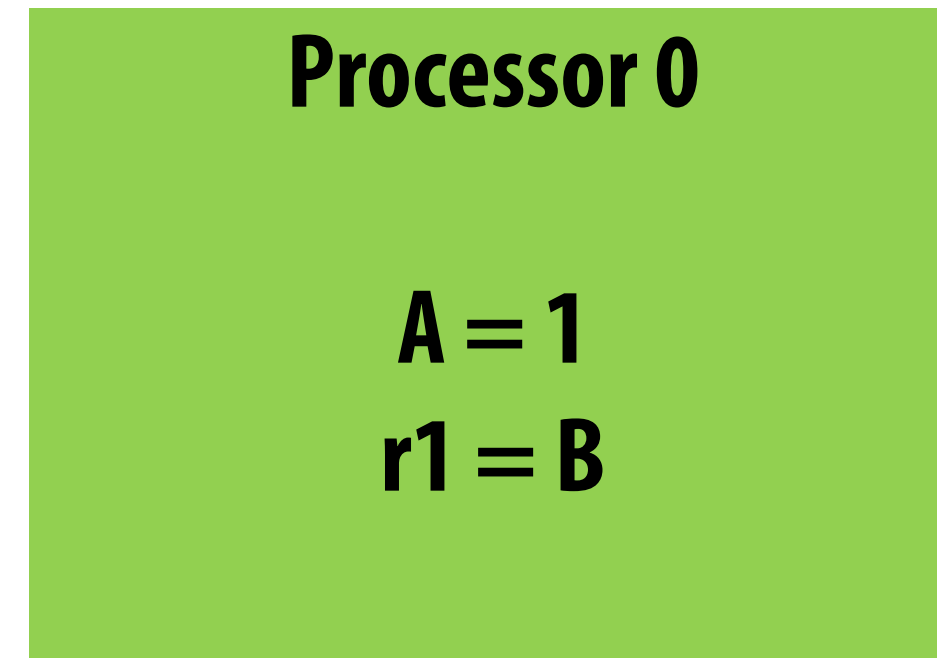 Processor 0
A = 1
r1 = B